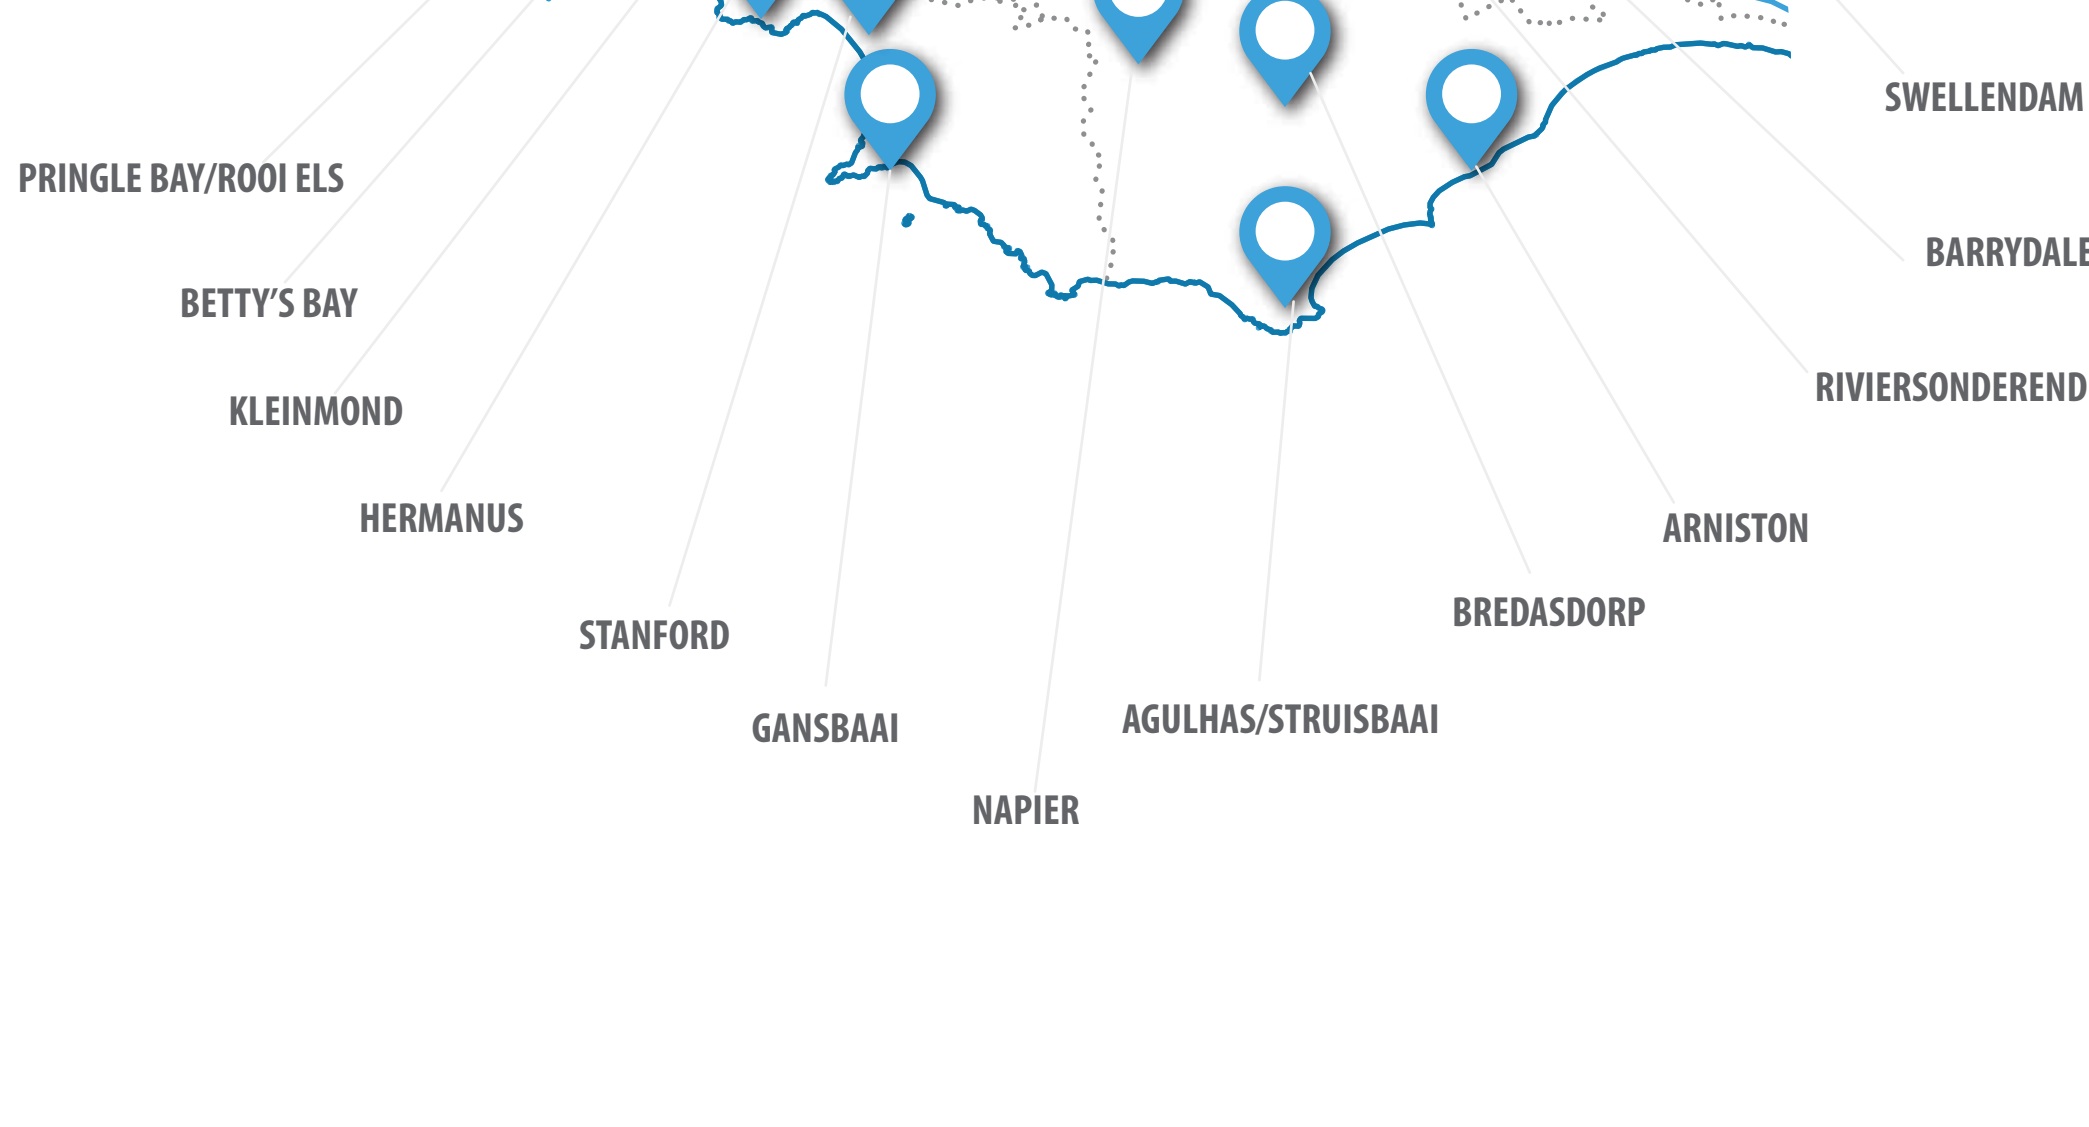 SWELLENDAM
PRINGLE BAY/ROOI ELS
BARRYDALE
BETTY'S BAY
RIVIERSONDEREND
KLEINMOND
HERMANUS
ARNISTON
BREDASDORP
STANFORD
AGULHAS/STRUISBAAI
GANSBAAI
NAPIER